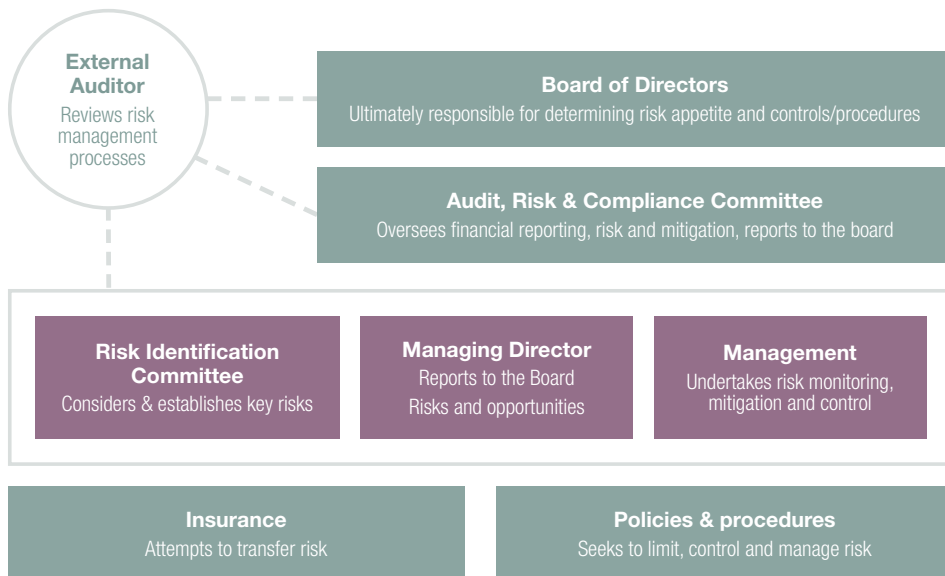 External
Auditor
Reviews risk
management
processes
Board of Directors
Ultimately responsible for determining risk appetite and controls/procedures
Audit, Risk & Compliance Committee
Oversees financial reporting, risk and mitigation, reports to the board
Risk Identification
Committee
Considers & establishes key risks
Managing Director
Reports to the Board
Risks and opportunities
Management
Undertakes risk monitoring,
mitigation and control
Insurance
Attempts to transfer risk
Policies & procedures
Seeks to limit, control and manage risk